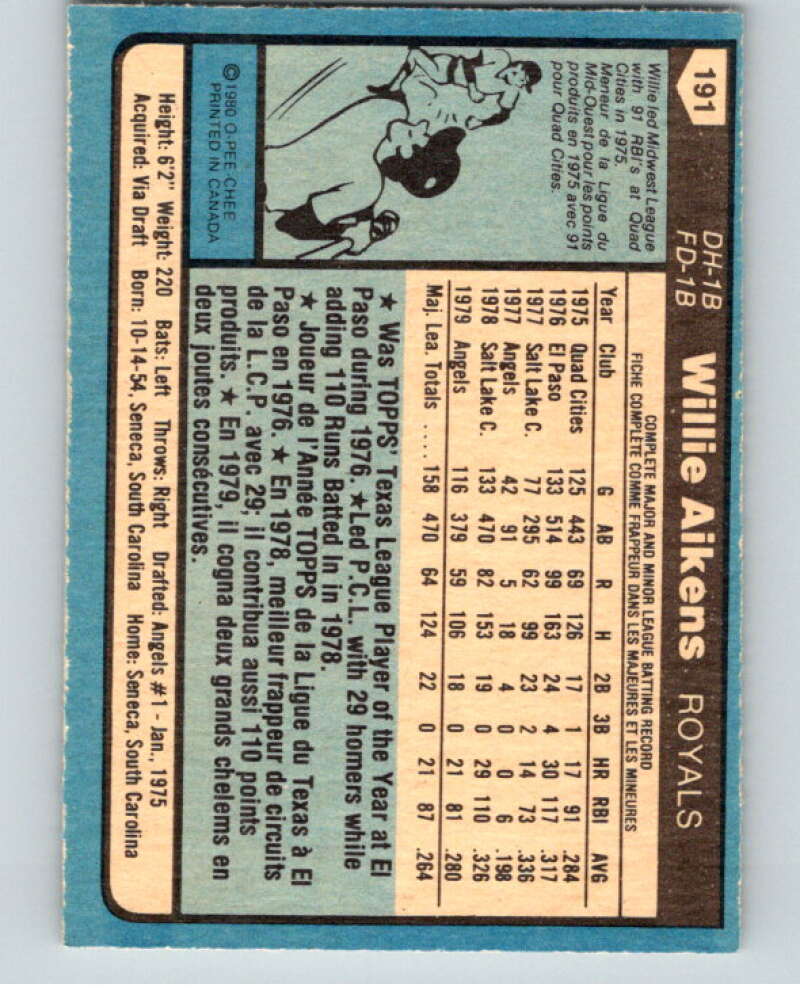 191
DH-1B
FD-1B
Willie Aikens ROYALS
Willie led Midwest League
with 91 RBI's at Quad
Cities in 1975.
Meneur de la Ligue du
Mid-Ouest pour les points
produits en 1975 avec 91
pour Quad Cities.
© 1980 O-PEE-CHEE
PRINTED IN CANADA
COMPLETE MAJOR AND MINOR LEAGUE BATTING RECORD
FICHE COMPLÈTE COMME FRAPPEUR DANS LES MAJEURES ET LES MINEURES
Year Club G AB R H 2B 3B HR RBI AVG
1975 Quad Cities 125 443 69 126 17 1 17 91 .284
1976 El Paso 133 514 99 163 24 4 30 117 .317
1977 Salt Lake C. 77 295 62 99 23 2 14 73 .336
1977 Angels 42 91 5 18 4 0 0 6 .198
1978 Salt Lake C. 133 470 82 153 19 0 29 110 .326
1979 Angels 116 379 59 106 18 0 21 81 .280
Maj. Lea. Totals .... 158 470 64 124 22 0 21 87 .264
★ Was TOPPS' Texas League Player of the Year at El
Paso during 1976. ★Led P.C.L. with 29 homers while
adding 110 Runs Batted In in 1978.
★ Joueur de l'Année TOPPS de la Ligue du Texas à El
Paso en 1976. ★ En 1978, meilleur frappeur de circuits
de la L.C.P. avec 29; il contribua aussi 110 points
produits. ★ En 1979, il cogna deux grands chelems en
deux joutes consécutives.
Height: 6'2" Weight: 220 Bats: Left Throws: Right Drafted: Angels #1 - Jan., 1975
Acquired: Via Draft Born: 10-14-54, Seneca, South Carolina Home: Seneca, South Carolina